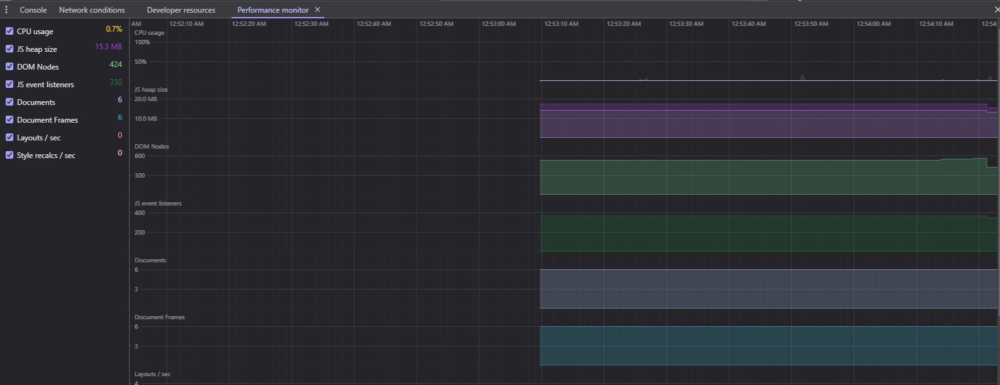 Console Network conditions Developer resources Performance monitor
CPU usage 0.7%
JS heap size 15.3 MB
DOM Nodes 424
JS event listeners 350
Documents 6
Document Frames 6
Layouts / sec 0
Style recalcs / sec 0
AM 12:52:10 AM 12:52:20 AM 12:52:30 AM 12:52:40 AM 12:52:50 AM 12:53:00 AM 12:53:10 AM 12:53:20 AM 12:53:30 AM 12:53:40 AM 12:53:50 AM 12:54:00 AM 12:54:10 AM 12:54:
CPU usage
100%
50%
JS heap size
20.0 MB
10.0 MB
DOM Nodes
600
300
JS event listeners
400
200
Documents
6
3
Document Frames
6
3
Layouts / sec
4